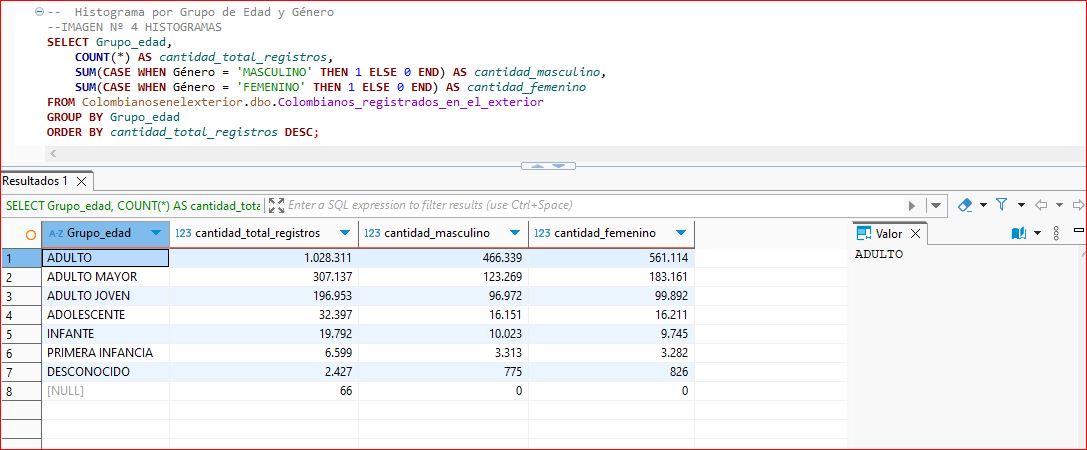 --  Histograma por Grupo de Edad y Género
--IMAGEN Nº 4 HISTOGRAMAS
SELECT Grupo_edad,
    COUNT(*) AS cantidad_total_registros,
    SUM(CASE WHEN Género = 'MASCULINO' THEN 1 ELSE 0 END) AS cantidad_masculino,
    SUM(CASE WHEN Género = 'FEMENINO' THEN 1 ELSE 0 END) AS cantidad_femenino
FROM Colombianosenelexterior.dbo.Colombianos_registrados_en_el_exterior
GROUP BY Grupo_edad
ORDER BY cantidad_total_registros DESC;
Resultados 1
SELECT Grupo_edad, COUNT(*) AS cantidad_tota Enter a SQL expression to filter results (use Ctrl+Space)
A-Z Grupo_edad 123 cantidad_total_registros 123 cantidad_masculino 123 cantidad_femenino Valor
1 ADULTO 1.028.311 466.339 561.114 ADULTO
2 ADULTO MAYOR 307.137 123.269 183.161
3 ADULTO JOVEN 196.953 96.972 99.892
4 ADOLESCENTE 32.397 16.151 16.211
5 INFANTE 19.792 10.023 9.745
6 PRIMERA INFANCIA 6.599 3.313 3.282
7 DESCONOCIDO 2.427 775 826
8 [NULL] 66 0 0